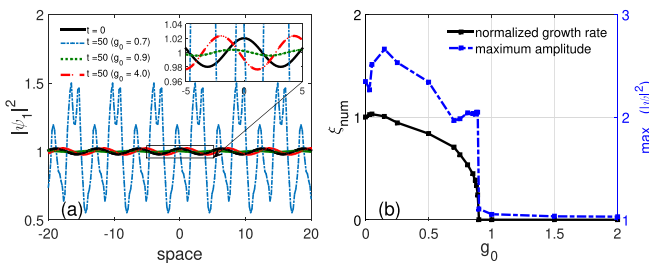 2
1.5
1
0.5
|ψ₁|²
t = 0
t =50 (g₀ = 0.7)
t =50 (g₀ = 0.9)
t =50 (g₀ = 4.0)
1.04
1.02
1
0.98
0.96
-5
0
5
(a)
-20
-10
0
10
20
space
2
1
0
ξnum
normalized growth rate
maximum amplitude
3
2
1
max (|ψ|²
(b)
0
0.5
1
1.5
2
g₀